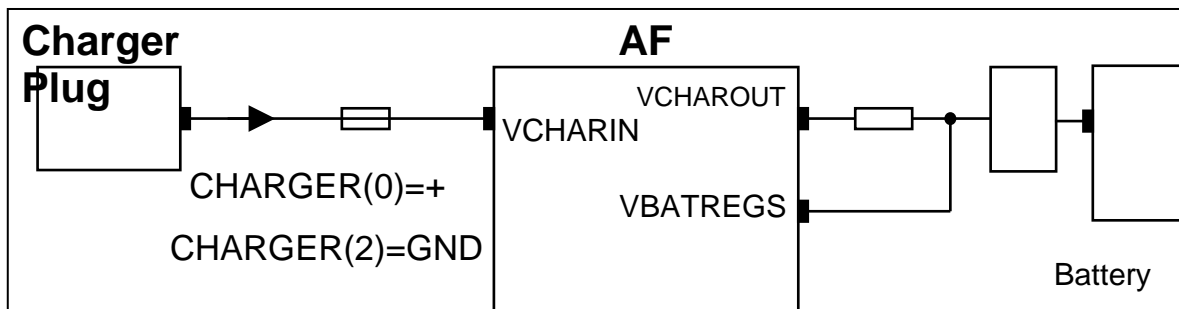 Charger
Plug
AF
VCHAROUT
VCHARIN
CHARGER(0)=+
VBATREGS
CHARGER(2)=GND
Battery